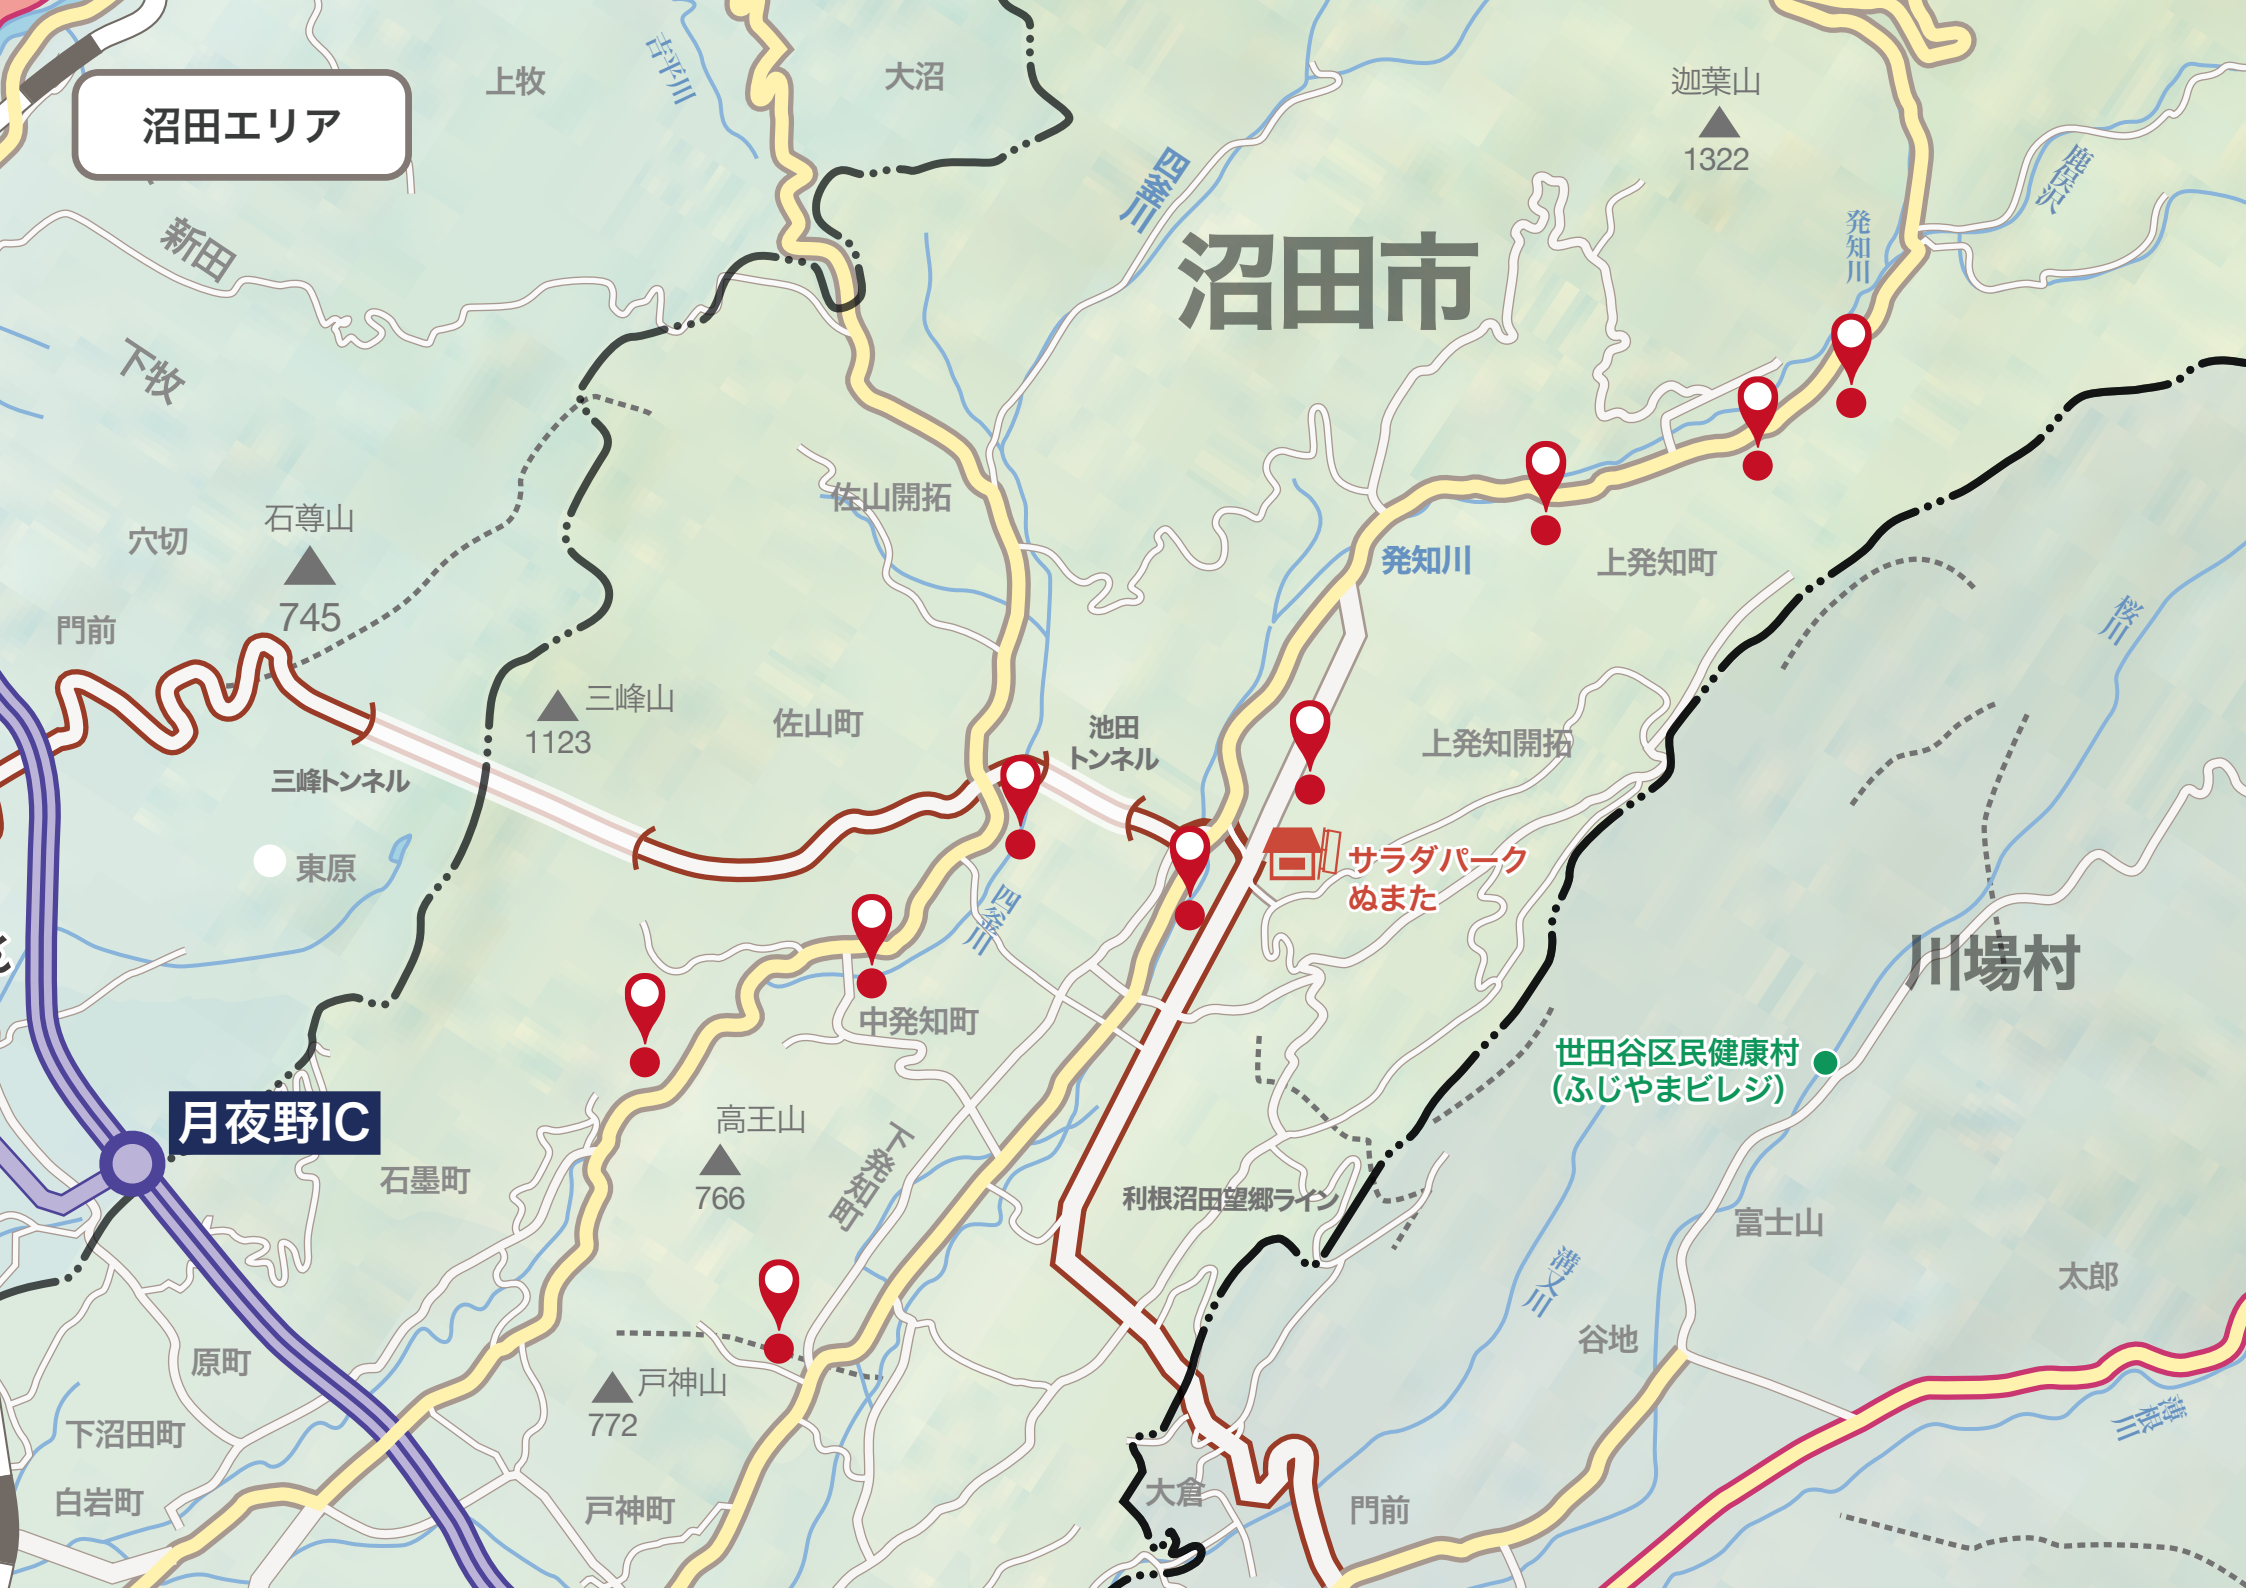 沼田エリア
上牧
吉平川
大沼
四釜川
迦葉山
1322
鹿俣沢
新田
沼田市
発知川
下牧
佐山開拓
石尊山
穴切
745
門前
発知川
上発知町
桜川
三峰山
1123
佐山町
池田
トンネル
上発知開拓
三峰トンネル
東原
サラダパーク
ぬまた
四釜川
川場村
中発知町
世田谷区民健康村
(ふじやまビレジ)
月夜野IC
高王山
766
下発知町
石墨町
利根沼田望郷ライン
富士山
太郎
溝又川
谷地
原町
戸神山
772
薄根川
下沼田町
白岩町
戸神町
大倉
門前